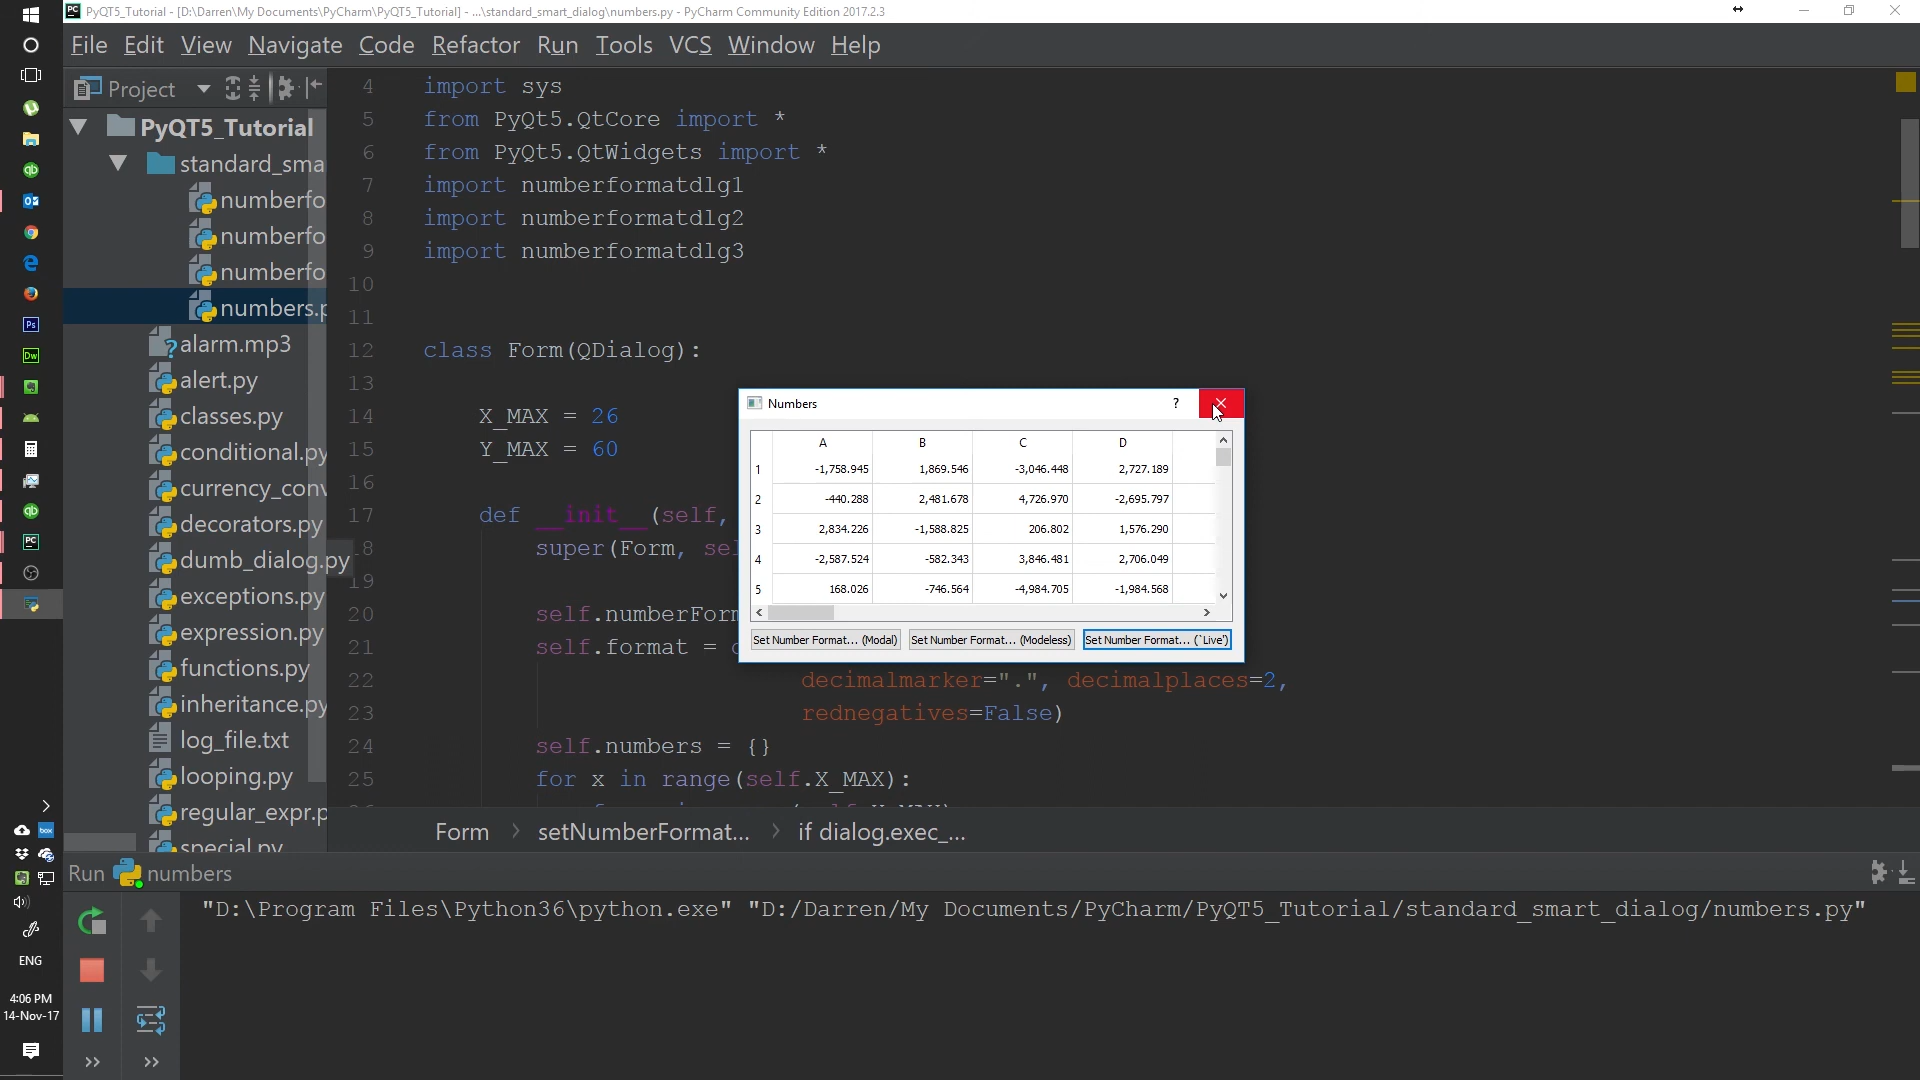 PyQT5_Tutorial - [D:\Darren\My Documents\PyCharm\PyQT5_Tutorial] - ...\standard_smart_dialog\numbers.py - PyCharm Community Edition 2017.2.3
File Edit View Navigate Code Refactor Run Tools VCS Window Help
Project
PyQT5_Tutorial
standard_sma
numberfo
numberfo
numberfo
numbers.p
alarm.mp3
alert.py
classes.py
conditional.py
currency_conv
decorators.py
dumb_dialog.py
exceptions.py
expression.py
functions.py
inheritance.py
log_file.txt
looping.py
regular_expr.p
special.py
4 import sys
5 from PyQt5.QtCore import *
6 from PyQt5.QtWidgets import *
7 import numberformatdlg1
8 import numberformatdlg2
9 import numberformatdlg3
10
11
12 class Form(QDialog):
13
14 X_MAX = 26
15 Y_MAX = 60
16
17 def __init__(self,
18 super(Form, sel
19
20 self.numberForm
21 self.format =
22 decimalmarker=".", decimalplaces=2,
23 rednegatives=False)
24 self.numbers = {}
25 for x in range(self.X_MAX):
Numbers ?
A B C D
1 -1,758.945 1,869.546 -3,046.448 2,727.189
2 -440.288 2,481.678 4,726.970 -2,695.797
3 2,834.226 -1,588.825 206.802 1,576.290
4 -2,587.524 -582.343 3,846.481 2,706.049
5 168.026 -746.564 -4,984.705 -1,984.568
Set Number Format... (Modal) Set Number Format... (Modeless) Set Number Format... (`Live')
Form setNumberFormat... if dialog.exec_...
Run numbers
"D:\Program Files\Python36\python.exe" "D:/Darren/My Documents/PyCharm/PyQT5_Tutorial/standard_smart_dialog/numbers.py"
ENG
4:06 PM
14-Nov-17